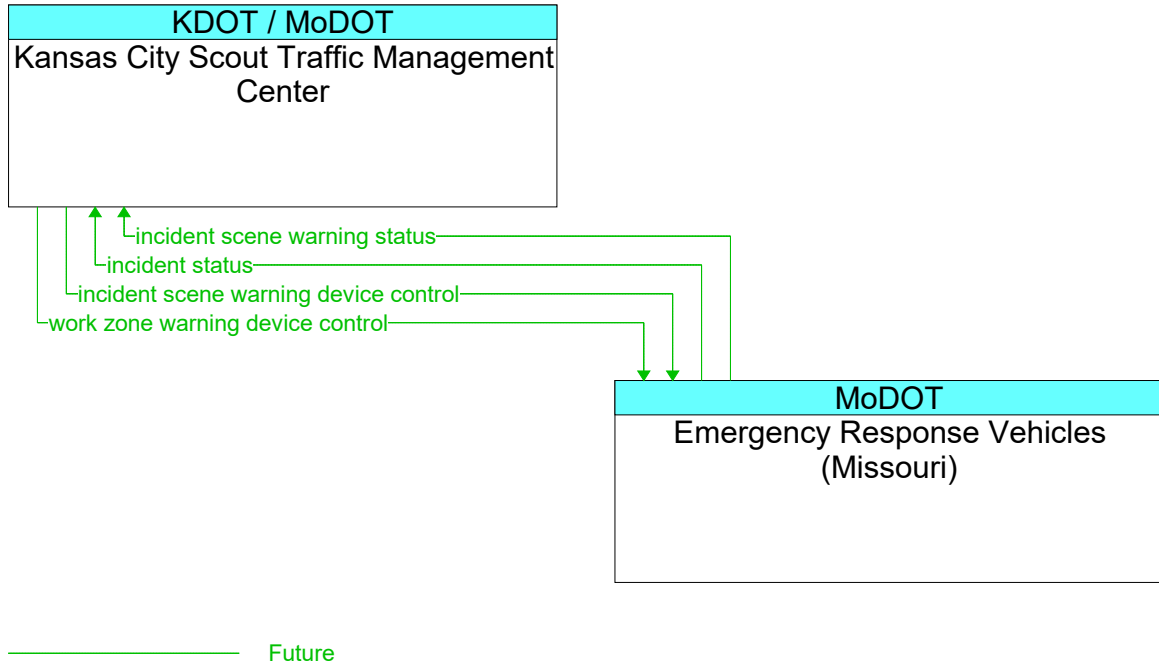 KDOT / MoDOT
Kansas City Scout Traffic Management
Center
incident scene warning status
incident status
incident scene warning device control
work zone warning device control
MoDOT
Emergency Response Vehicles
(Missouri)
Future